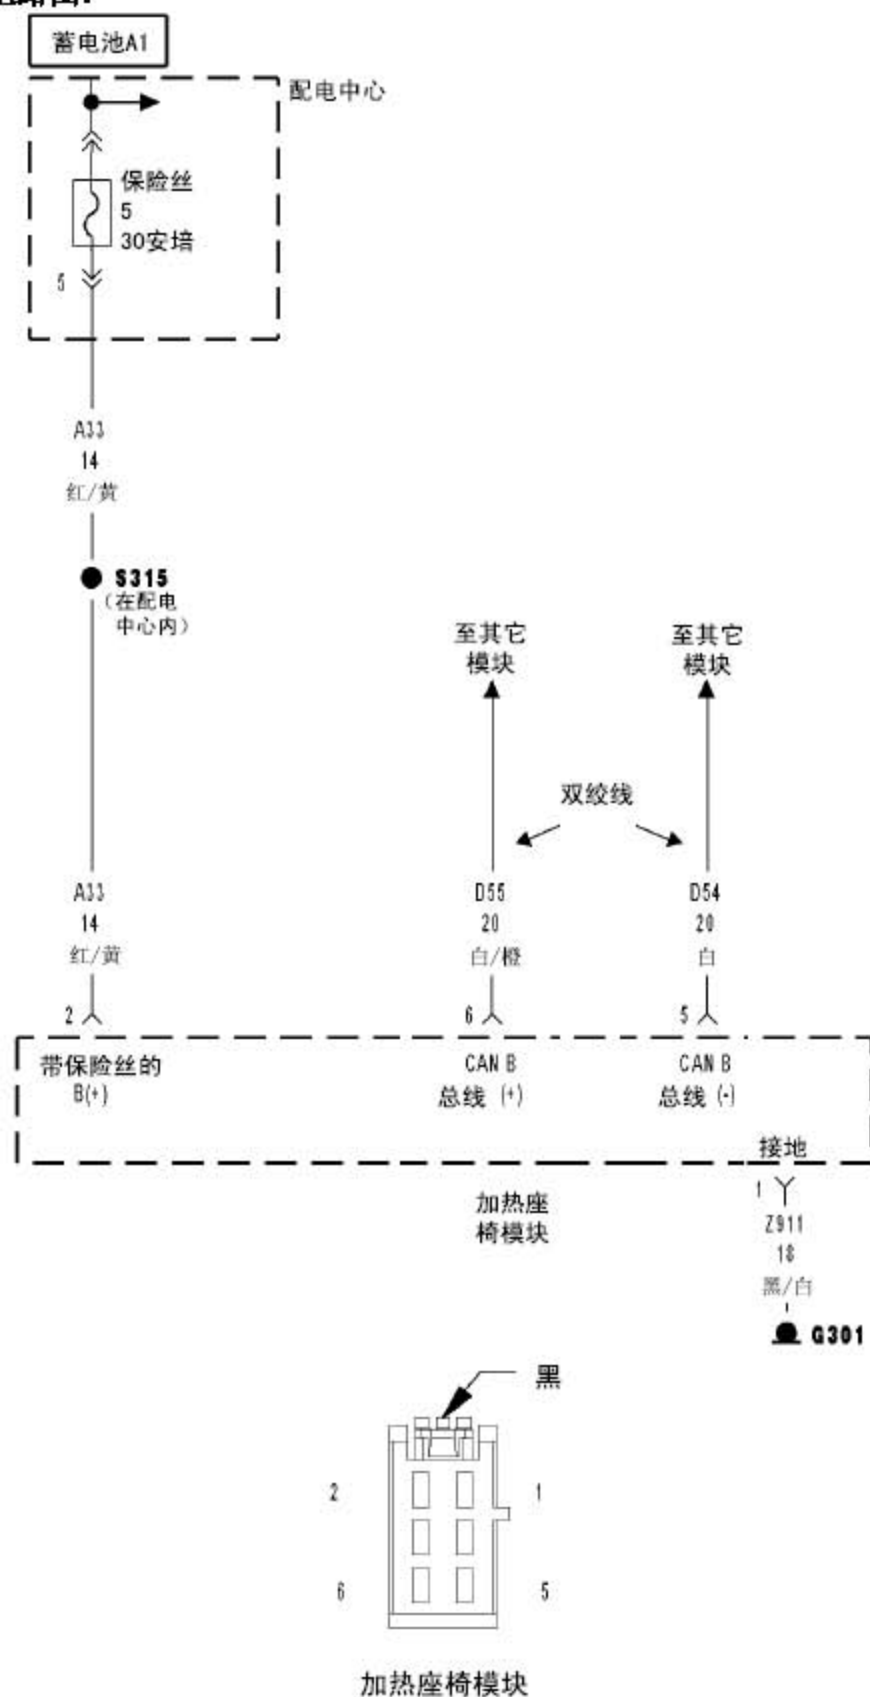 蓄电池A1
配电中心
保险丝
5
30安培
5
A33
14
红/黄
S315
(在配电
中心内)
至其它
模块
至其它
模块
双绞线
A33
14
红/黄
D55
20
白/橙
D54
20
白
2
6
5
带保险丝的
B(+)
CAN B
总线 (+)
CAN B
总线 (-)
接地
加热座
椅模块
1
Z911
18
黑/白
G301
黑
2
1
6
5
加热座椅模块